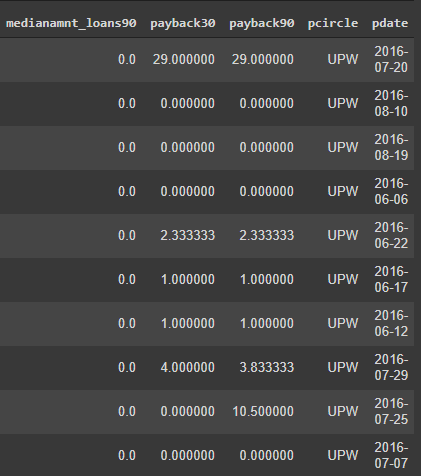 medianamnt_loans90 payback30 payback90 pcircle pdate
0.0 29.000000 29.000000 UPW 2016-
07-20
0.0 0.000000 0.000000 UPW 2016-
08-10
0.0 0.000000 0.000000 UPW 2016-
08-19
0.0 0.000000 0.000000 UPW 2016-
06-06
0.0 2.333333 2.333333 UPW 2016-
06-22
0.0 1.000000 1.000000 UPW 2016-
06-17
0.0 1.000000 1.000000 UPW 2016-
06-12
0.0 4.000000 3.833333 UPW 2016-
07-29
0.0 0.000000 10.500000 UPW 2016-
07-25
0.0 0.000000 0.000000 UPW 2016-
07-07